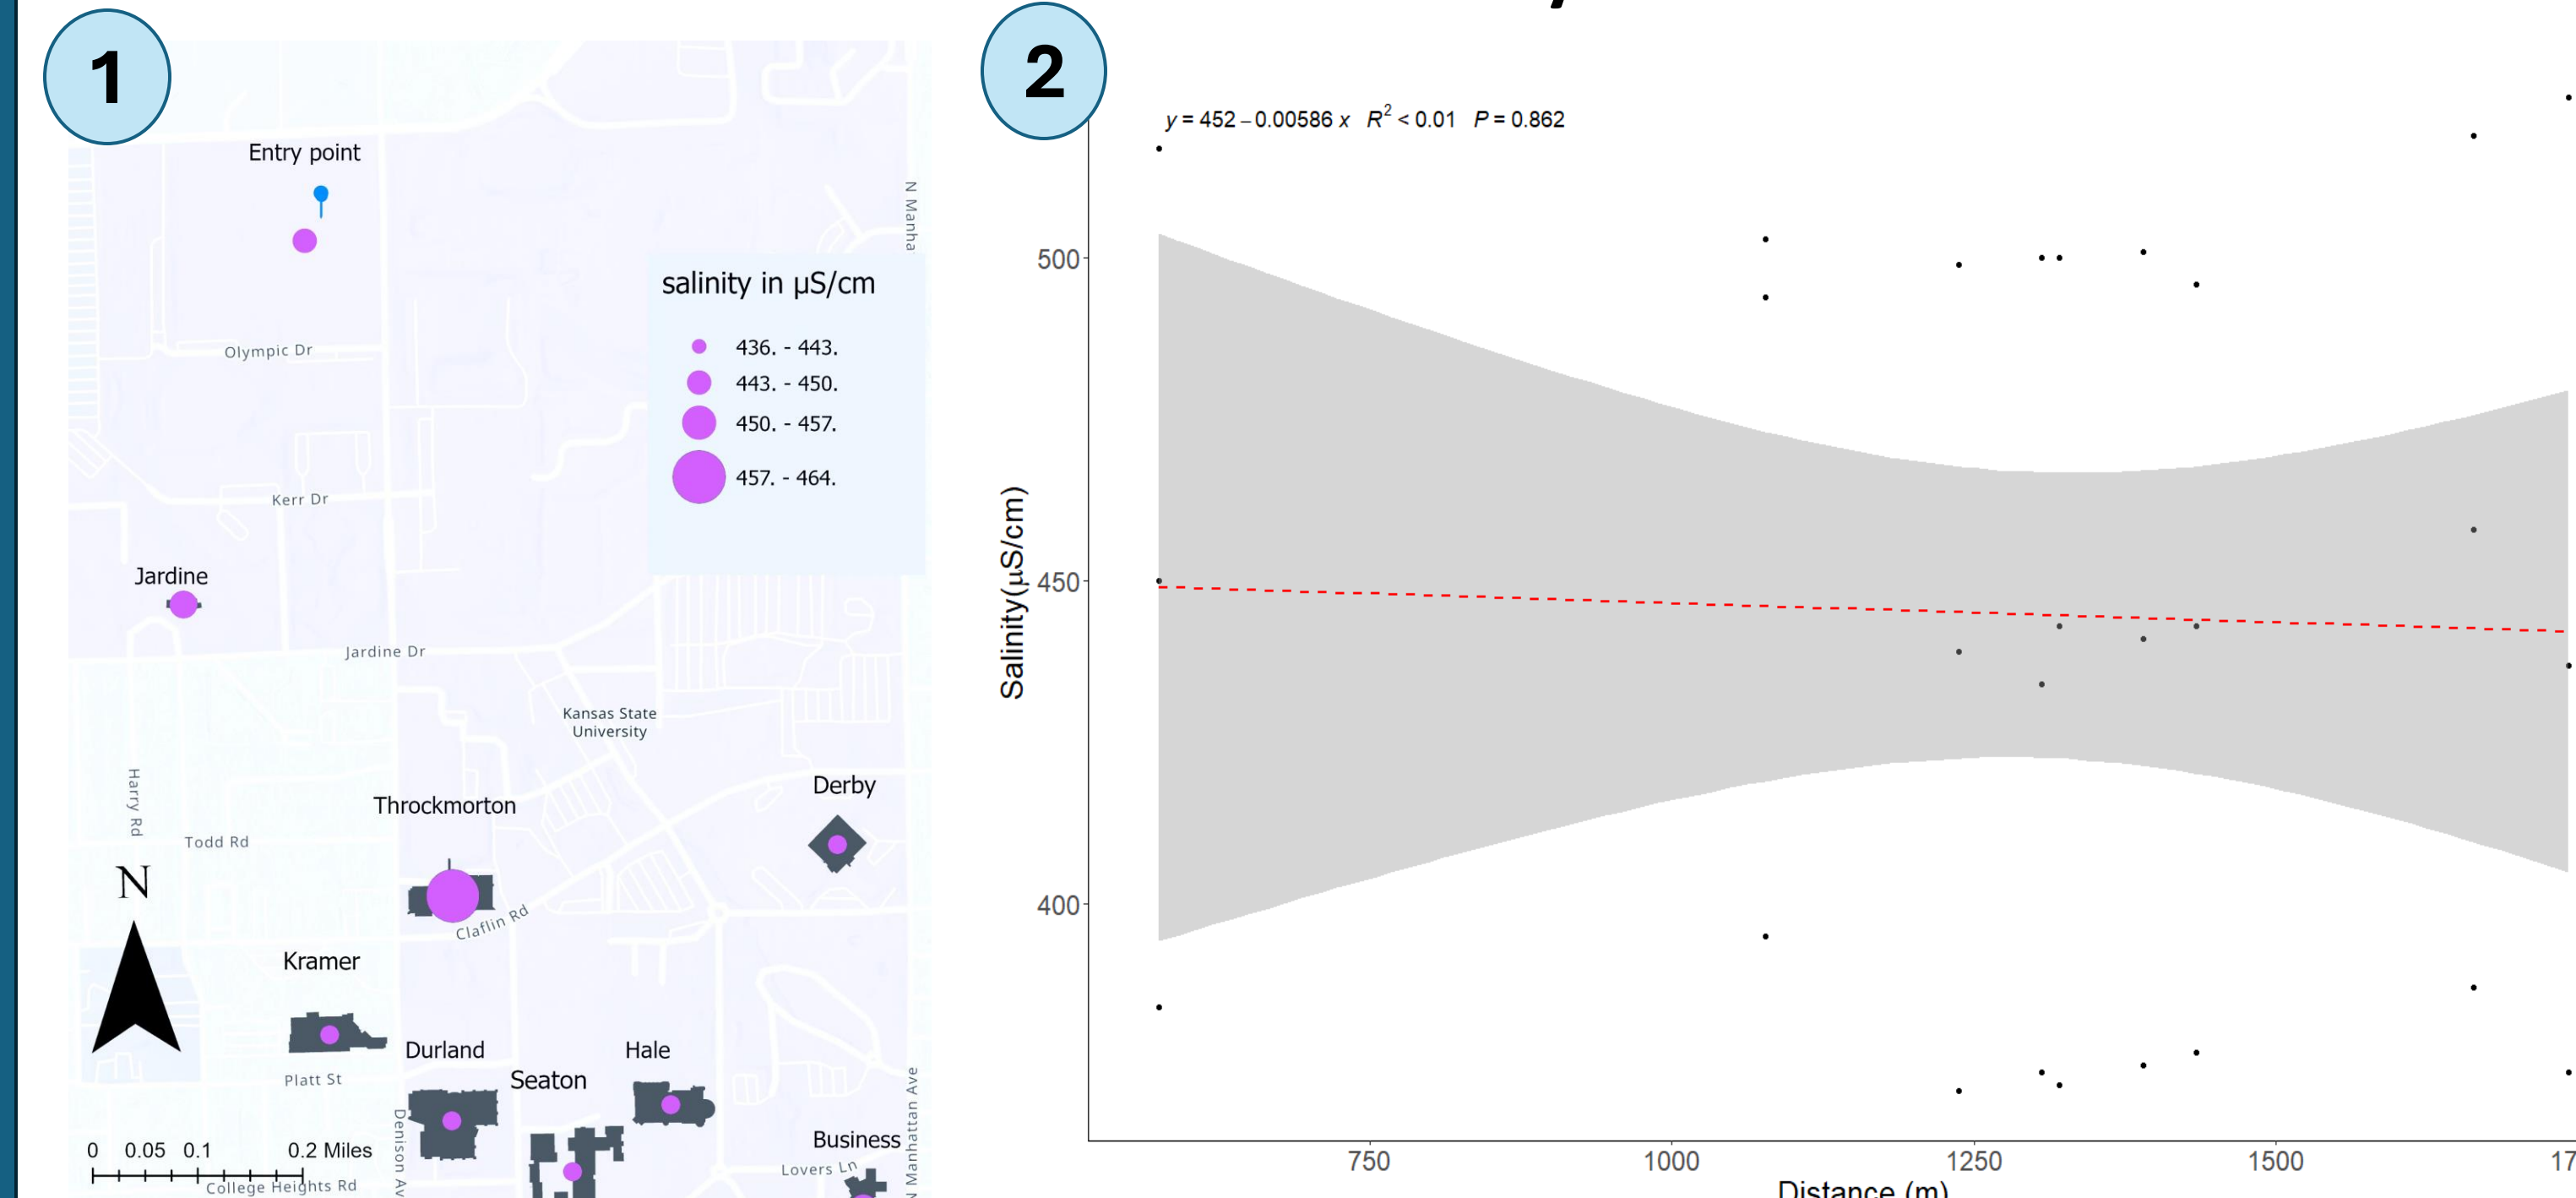 1
Entry point
N Manha
salinity in µS/cm
436. - 443.
443. - 450.
450. - 457.
457. - 464.
Olympic Dr
Kerr Dr
Jardine
Jardine Dr
Kansas State
University
Harry Rd
Derby
Throckmorton
Todd Rd
N
Claflin Rd
Kramer
Durland
Hale
Seaton
Platt St
Denison Av
N Manhattan Ave
Business
Lovers Ln
0 0.05 0.1 0.2 Miles
College Heights Rd
2
y = 452 – 0.00586 x R² < 0.01 P = 0.862
Salinity(µS/cm)
500
450
400
750 1000 1250 1500 17
Distance (m)